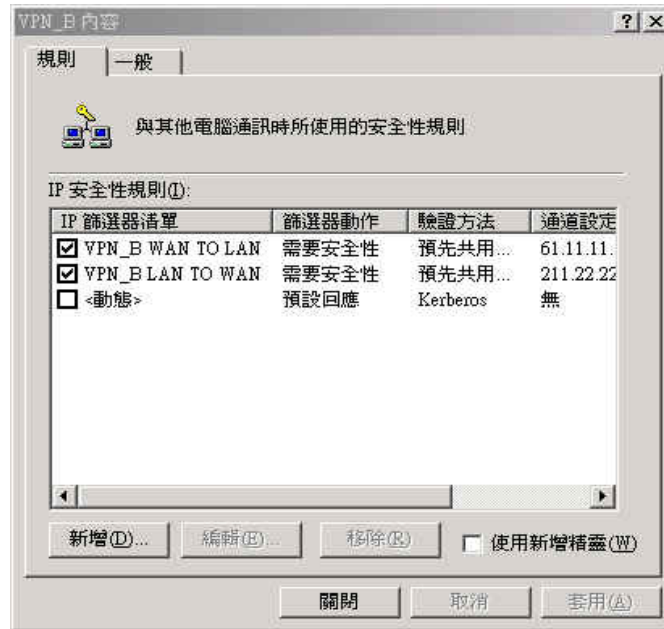 VPN_B 內容
規則 一般
與其他電腦通訊時所使用的安全性規則
IP 安全性規則(I):
IP 篩選器清單 篩選器動作 驗證方法 通道設定
VPN_B WAN TO LAN 需要安全性 預先共用... 61.11.11.
VPN_B LAN TO WAN 需要安全性 預先共用... 211.22.22
<動態> 預設回應 Kerberos 無
新增(D)... 編輯(E)... 移除(R) 使用新增精靈(W)
關閉 取消 套用(A)